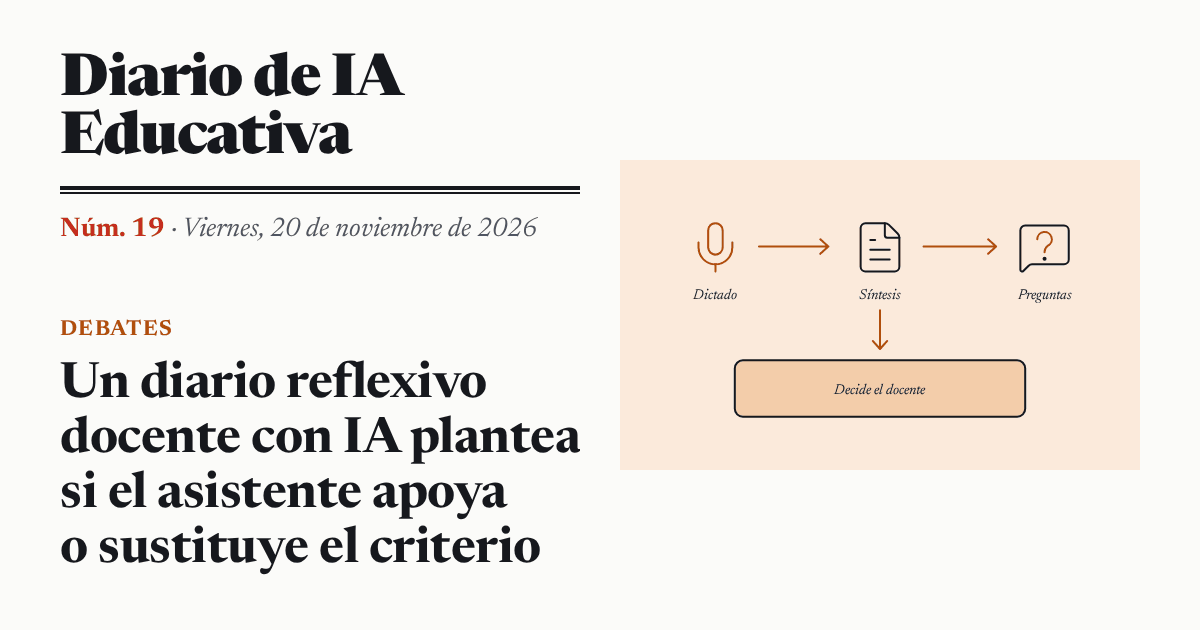 Diario de IA
Educativa
Núm. 19 · Viernes, 20 de noviembre de 2026
DEBATES
Un diario reflexivo
docente con IA plantea
si el asistente apoya
o sustituye el criterio
Dictado
Síntesis
Preguntas
?
Decide el docente